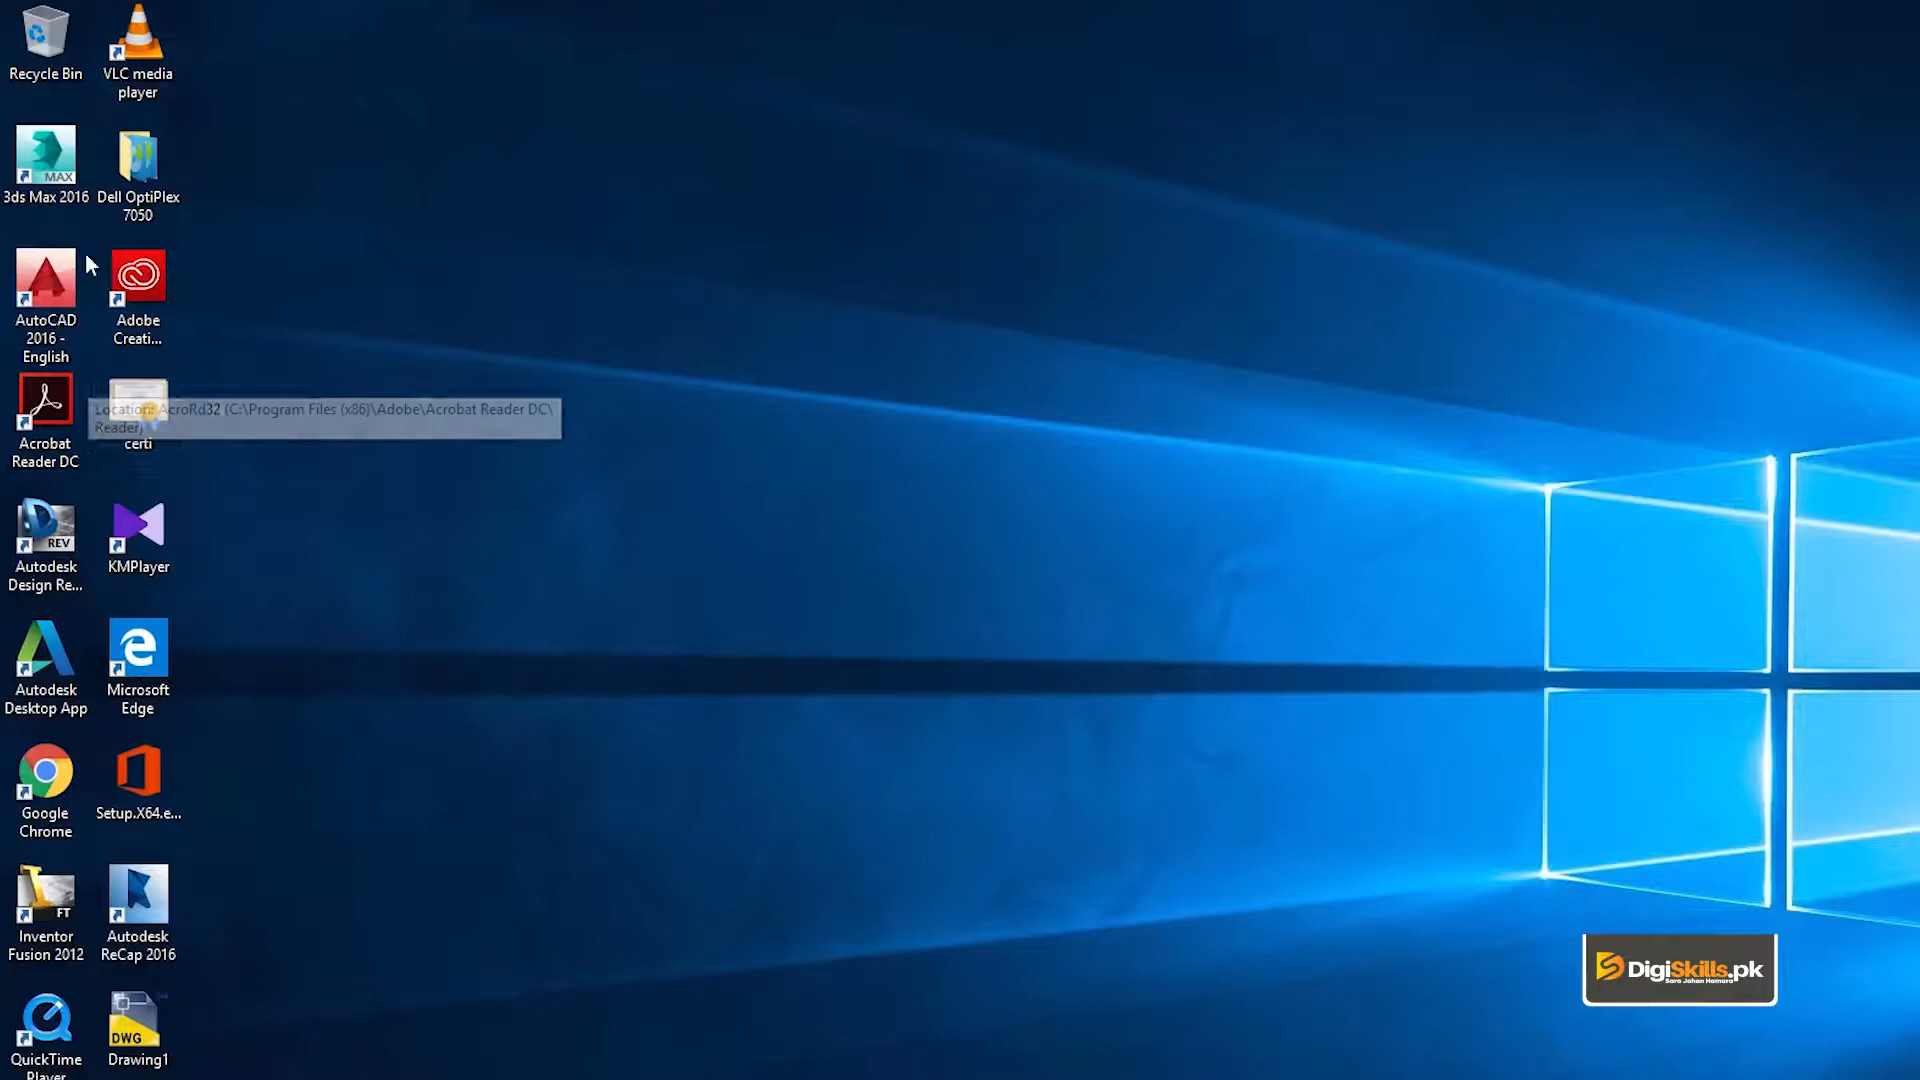 Recycle Bin
VLC media
player
MAX
3ds Max 2016
Dell OptiPlex
7050
AutoCAD
2016 -
English
Adobe
Creati...
Location: AcroRd32 (C:\Program Files (x86)\Adobe\Acrobat Reader DC\
Reader)
Acrobat
Reader DC
certi
REV
Autodesk
Design Re...
KMPlayer
Autodesk
Desktop App
Microsoft
Edge
Google
Chrome
Setup.X64.e...
FT
Inventor
Fusion 2012
Autodesk
ReCap 2016
DigiSkills.pk
Sara Jahan Hamara
QuickTime
Player
DWG
Drawing1